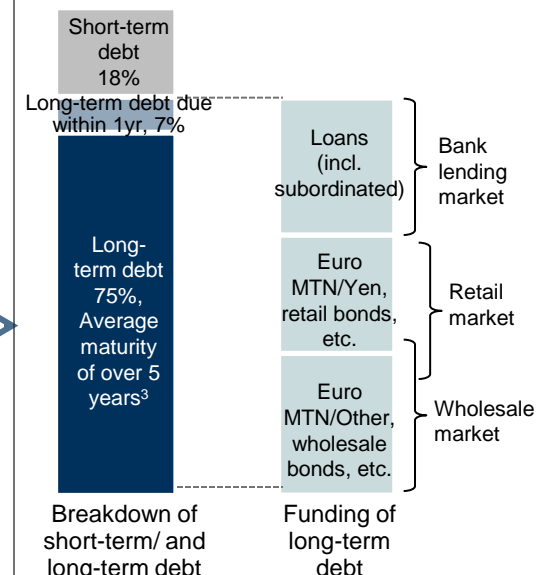 Short-term
debt
18%
Long-term debt due
within 1yr, 7%
Long-
term debt
75%,
Average
maturity
of over 5
years3
Breakdown of
short-term/ and
long-term debt
Loans
(incl.
subordinated)
Euro
MTN/Yen,
retail bonds,
etc.
Euro
MTN/Other,
wholesale
bonds, etc.
Funding of
long-term
debt
Bank
lending
market
Retail
market
Wholesale
market